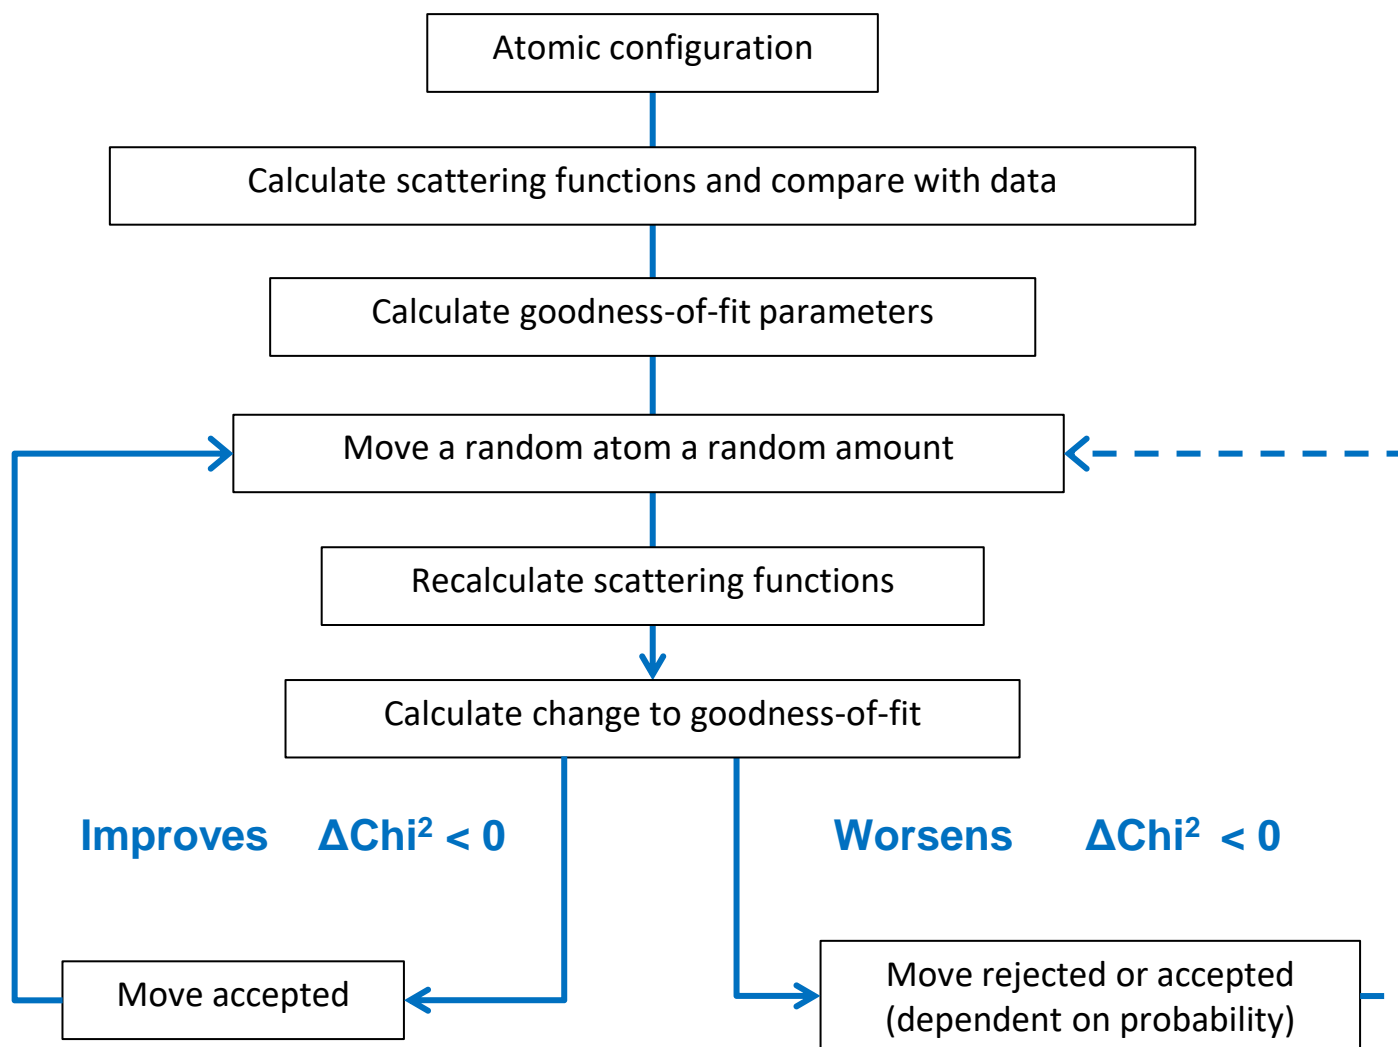 Atomic configuration
Calculate scattering functions and compare with data
Calculate goodness-of-fit parameters
Move a random atom a random amount
Recalculate scattering functions
Calculate change to goodness-of-fit
Improves ΔChi² < 0
Worsens ΔChi² < 0
Move accepted
Move rejected or accepted
(dependent on probability)